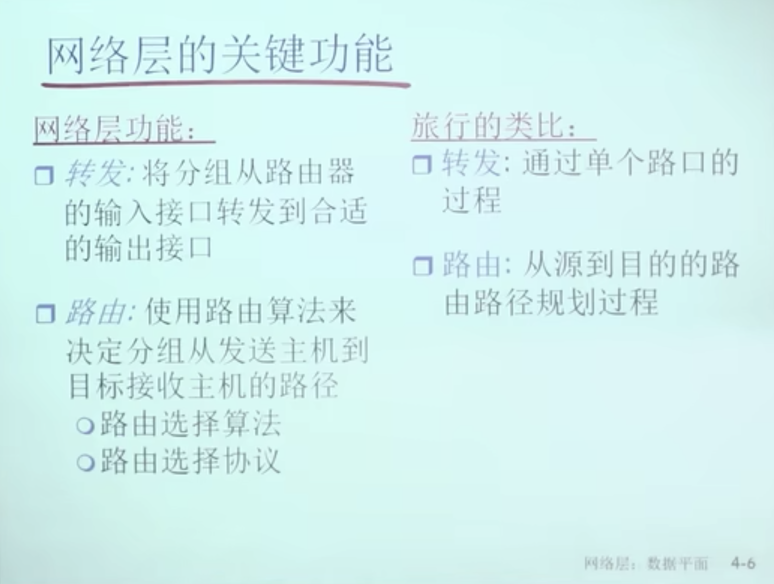 网络层的关键功能
网络层功能:
转发: 将分组从路由器
的输入接口转发到合适
的输出接口
路由: 使用路由算法来
决定分组从发送主机到
目标接收主机的路径
路由选择算法
路由选择协议
旅行的类比:
转发: 通过单个路口的
过程
路由: 从源到目的的路
由路径规划过程
网络层: 数据平面 4-6